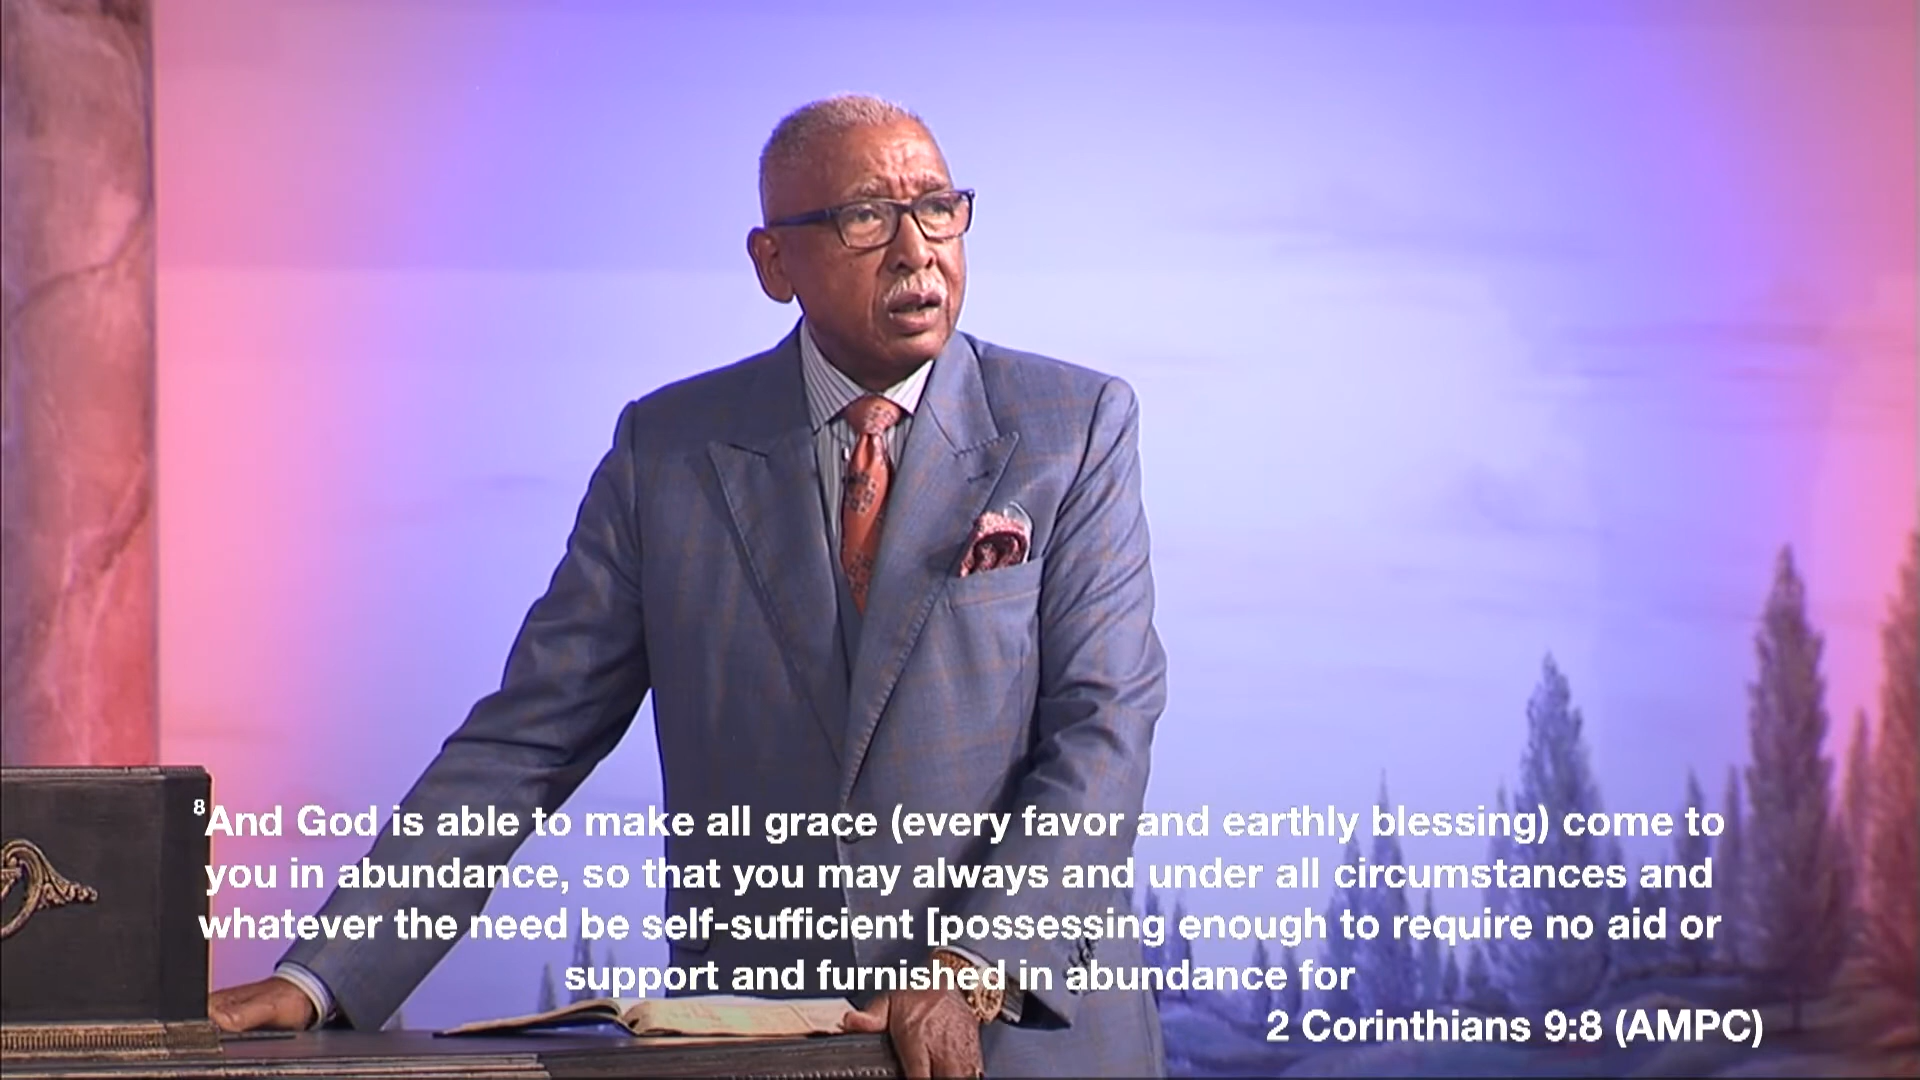 ⁸And God is able to make all grace (every favor and earthly blessing) come to
you in abundance, so that you may always and under all circumstances and
whatever the need be self-sufficient [possessing enough to require no aid or
support and furnished in abundance for
2 Corinthians 9:8 (AMPC)